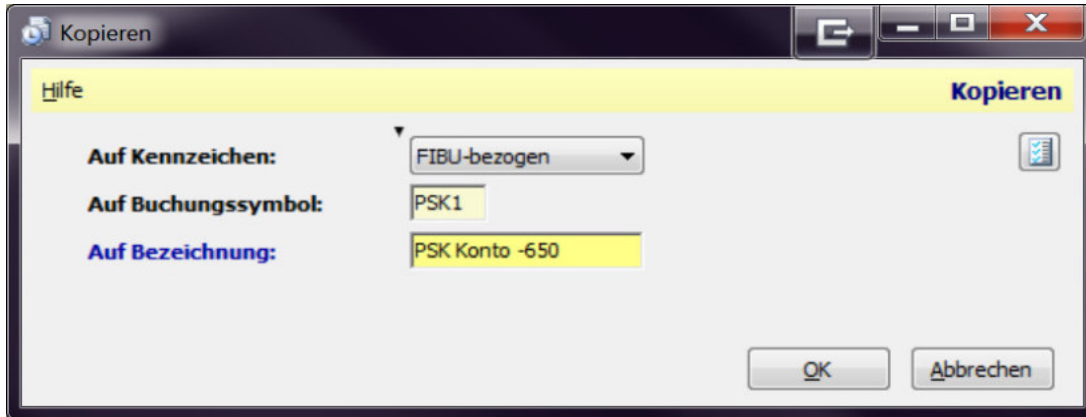 Kopieren
Hilfe
Kopieren
Auf Kennzeichen: FIBU-bezogen
Auf Buchungssymbol: PSK1
Auf Bezeichnung: PSK Konto -650
OK Abbrechen